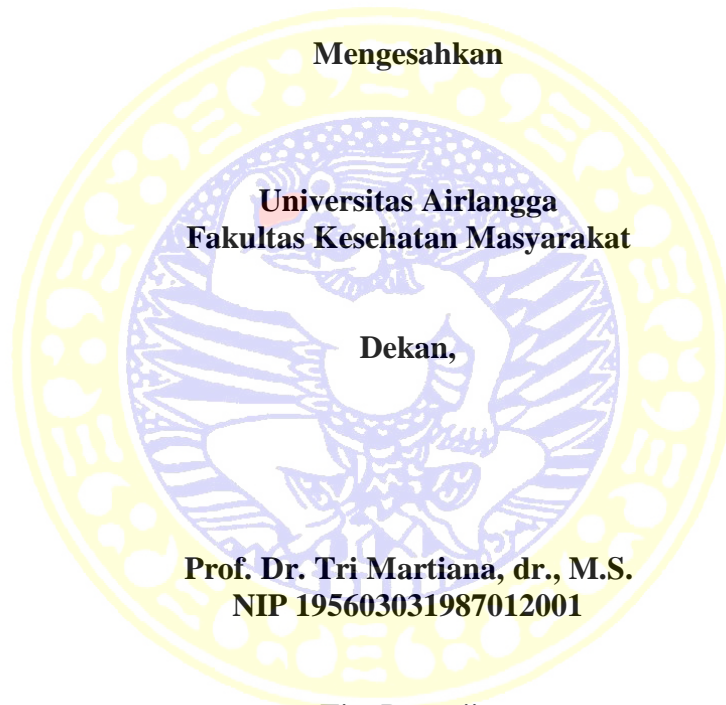 Mengesahkan
Universitas Airlangga
Fakultas Kesehatan Masyarakat
Dekan,
Prof. Dr. Tri Martiana, dr., M.S.
NIP 195603031987012001